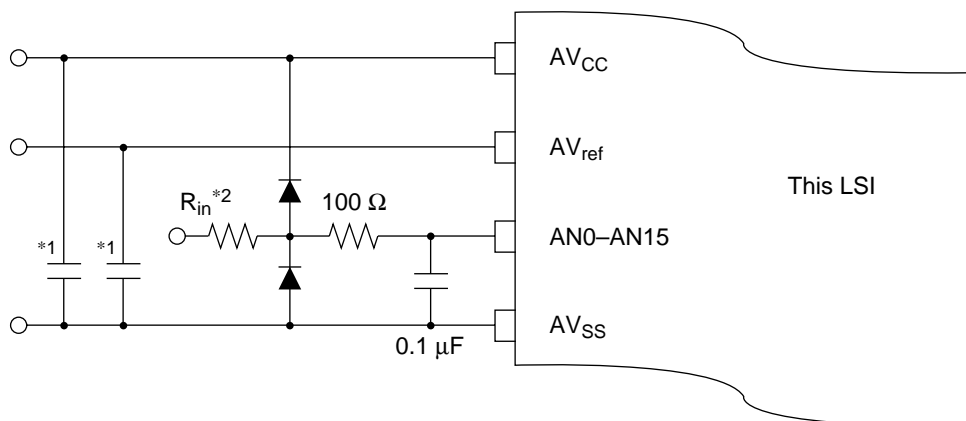 AVCC
AVref
This LSI
Rin*2
100 Ω
AN0–AN15
*1
*1
AVSS
0.1 μF